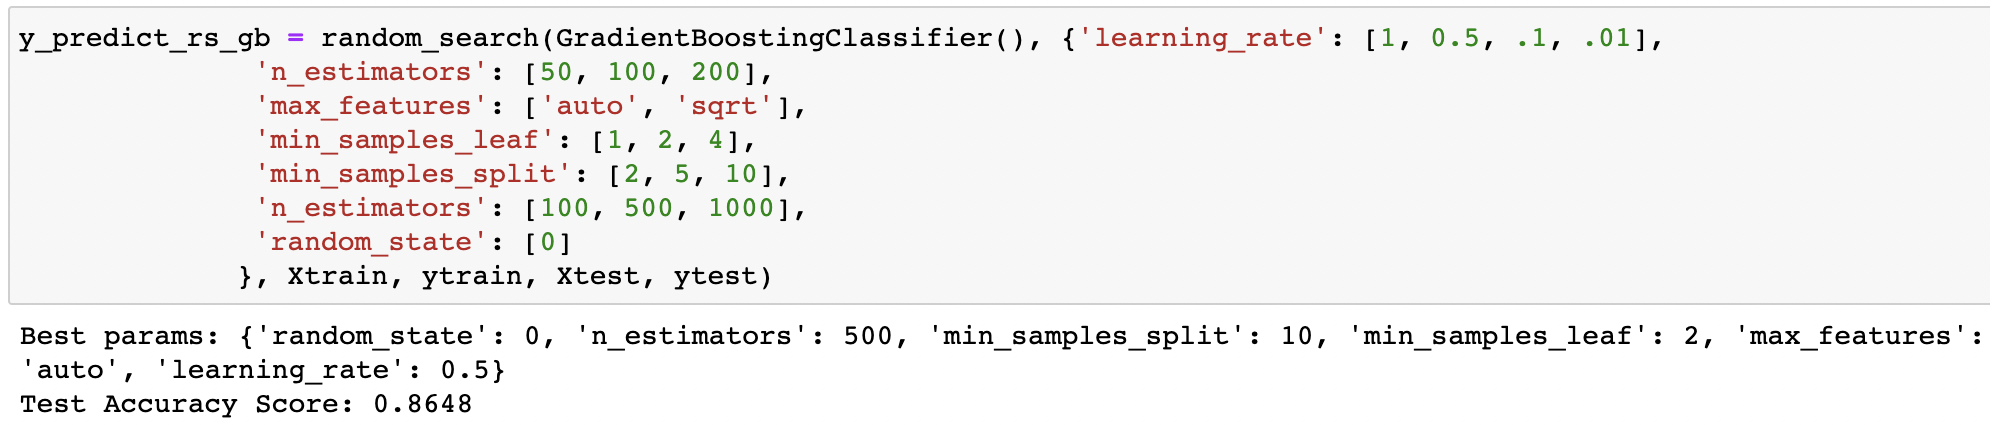 y_predict_rs_gb = random_search(GradientBoostingClassifier(), {'learning_rate': [1, 0.5, .1, .01],
'n_estimators': [50, 100, 200],
'max_features': ['auto', 'sqrt'],
'min_samples_leaf': [1, 2, 4],
'min_samples_split': [2, 5, 10],
'n_estimators': [100, 500, 1000],
'random_state': [0]
}, Xtrain, ytrain, Xtest, ytest)
Best params: {'random_state': 0, 'n_estimators': 500, 'min_samples_split': 10, 'min_samples_leaf': 2, 'max_features':
'auto', 'learning_rate': 0.5}
Test Accuracy Score: 0.8648